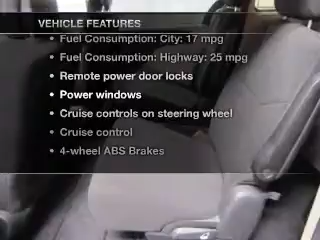 VEHICLE FEATURES
• Fuel Consumption: City: 17 mpg
• Fuel Consumption: Highway: 25 mpg
• Remote power door locks
• Power windows
• Cruise controls on steering wheel
• Cruise control
• 4-wheel ABS Brakes